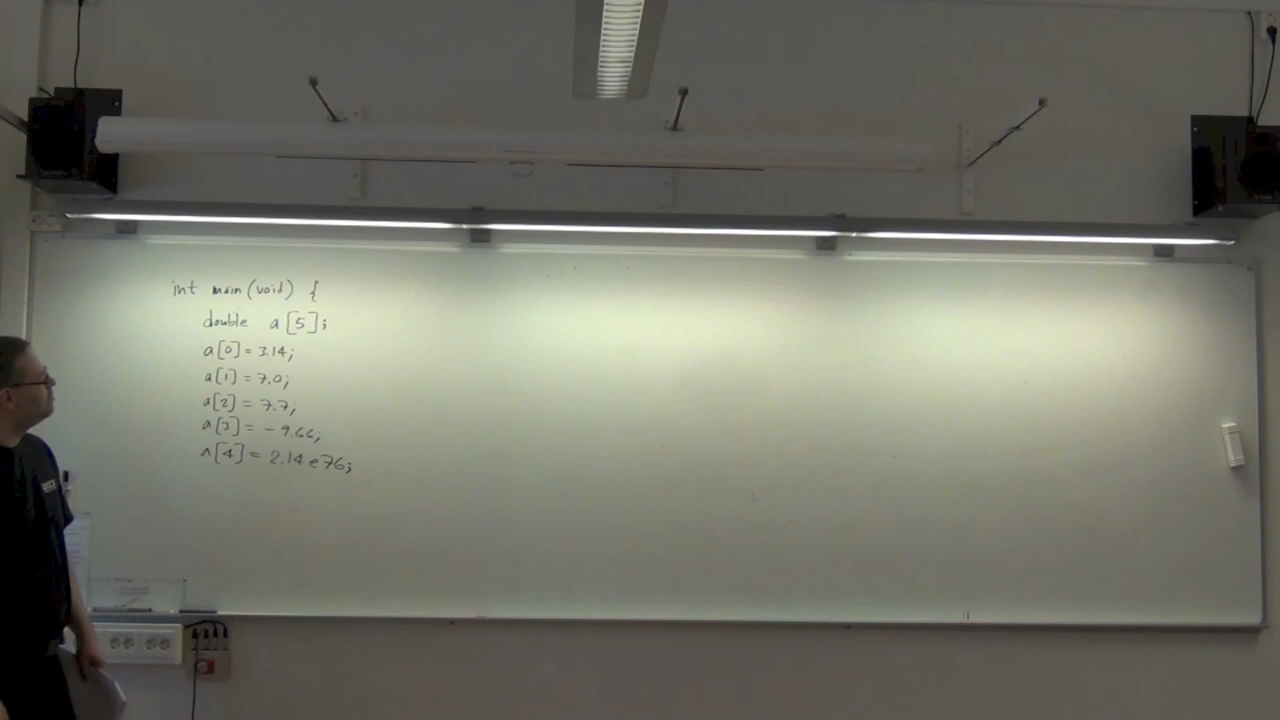 int main(void) {
double a[5];
a[0] = 3.14;
a[1] = 7.0;
a[2] = 7.7;
a[3] = -9.66;
a[4] = 2.14e76;